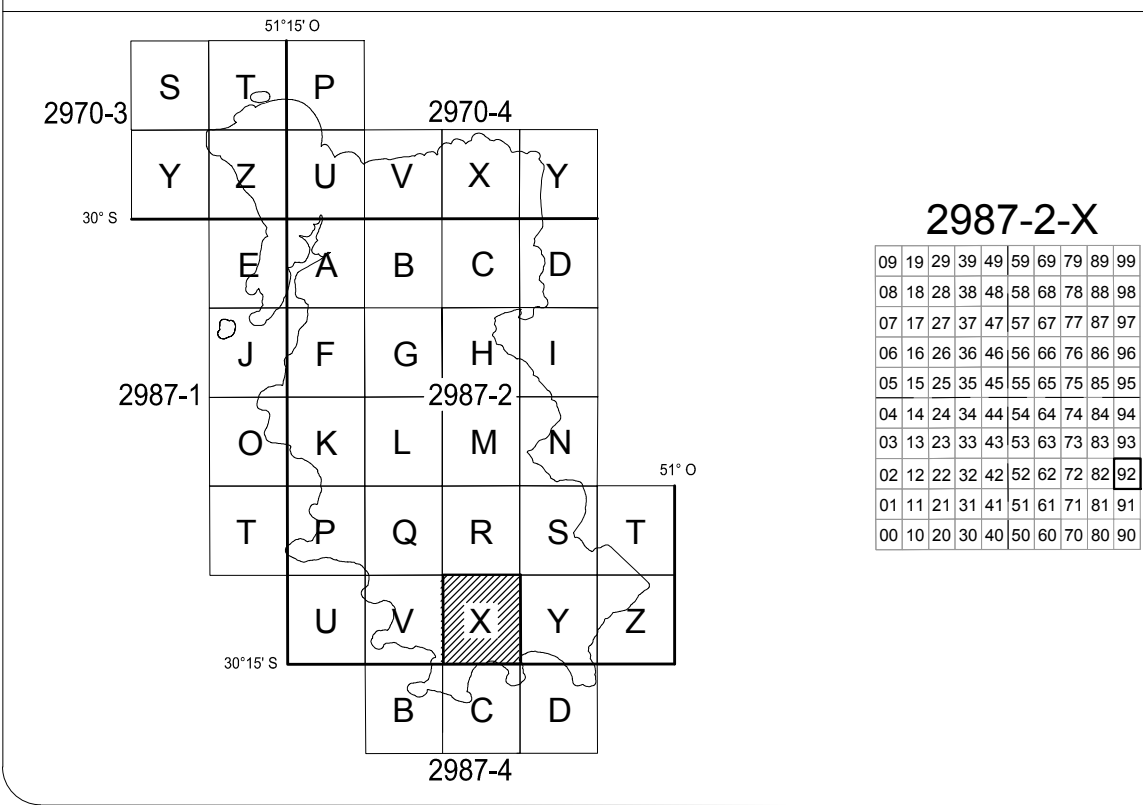 51°15' O
S T P
2970-3 2970-4
Y Z U V X Y
30° S
E A B C D
J F G H I
2987-1 2987-2
O K L M N
51° O
T P Q R S T
U V X Y Z
30°15' S
B C D
2987-4
2987-2-X
09 19 29 39 49 59 69 79 89 99
08 18 28 38 48 58 68 78 88 98
07 17 27 37 47 57 67 77 87 97
06 16 26 36 46 56 66 76 86 96
05 15 25 35 45 55 65 75 85 95
04 14 24 34 44 54 64 74 84 94
03 13 23 33 43 53 63 73 83 93
02 12 22 32 42 52 62 72 82 92
01 11 21 31 41 51 61 71 81 91
00 10 20 30 40 50 60 70 80 90